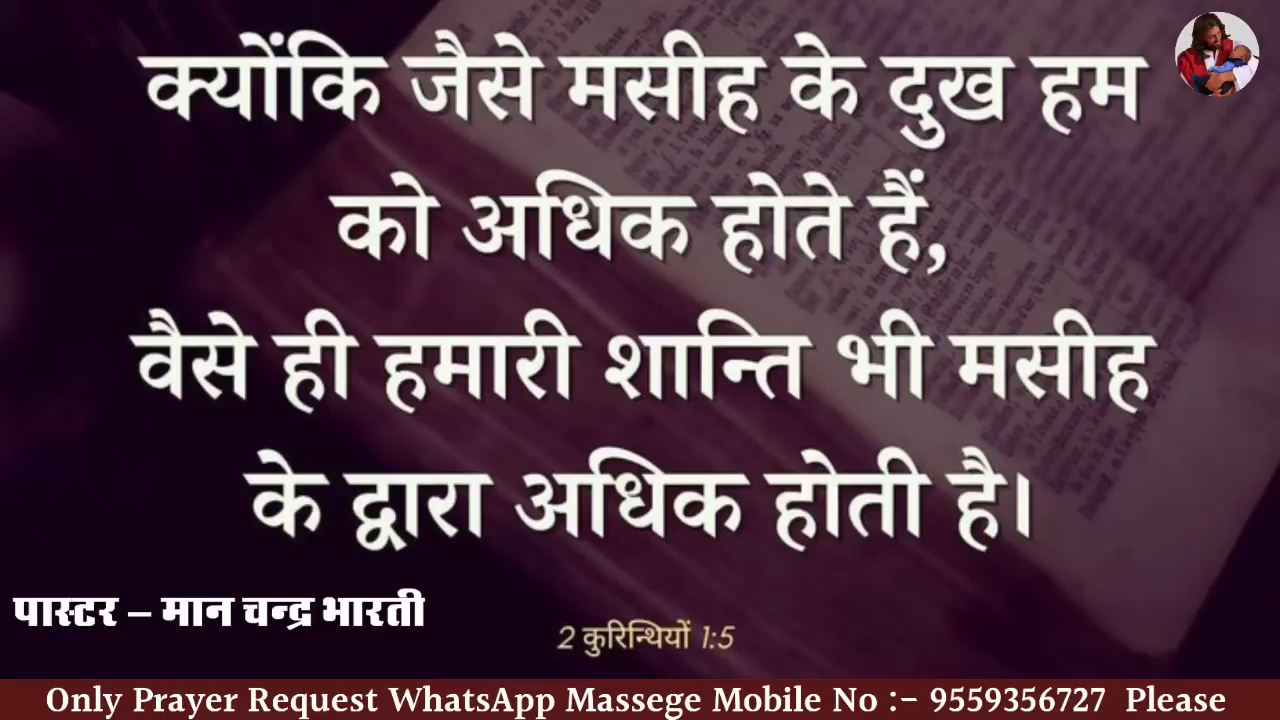 क्योंकि जैसे मसीह के दुख हम
को अधिक होते हैं,
वैसे ही हमारी शान्ति भी मसीह
के द्वारा अधिक होती है।
पास्टर – मान चन्द्र भारती
2 कुरिन्थियों 1:5
Only Prayer Request WhatsApp Massege Mobile No :- 9559356727 Please